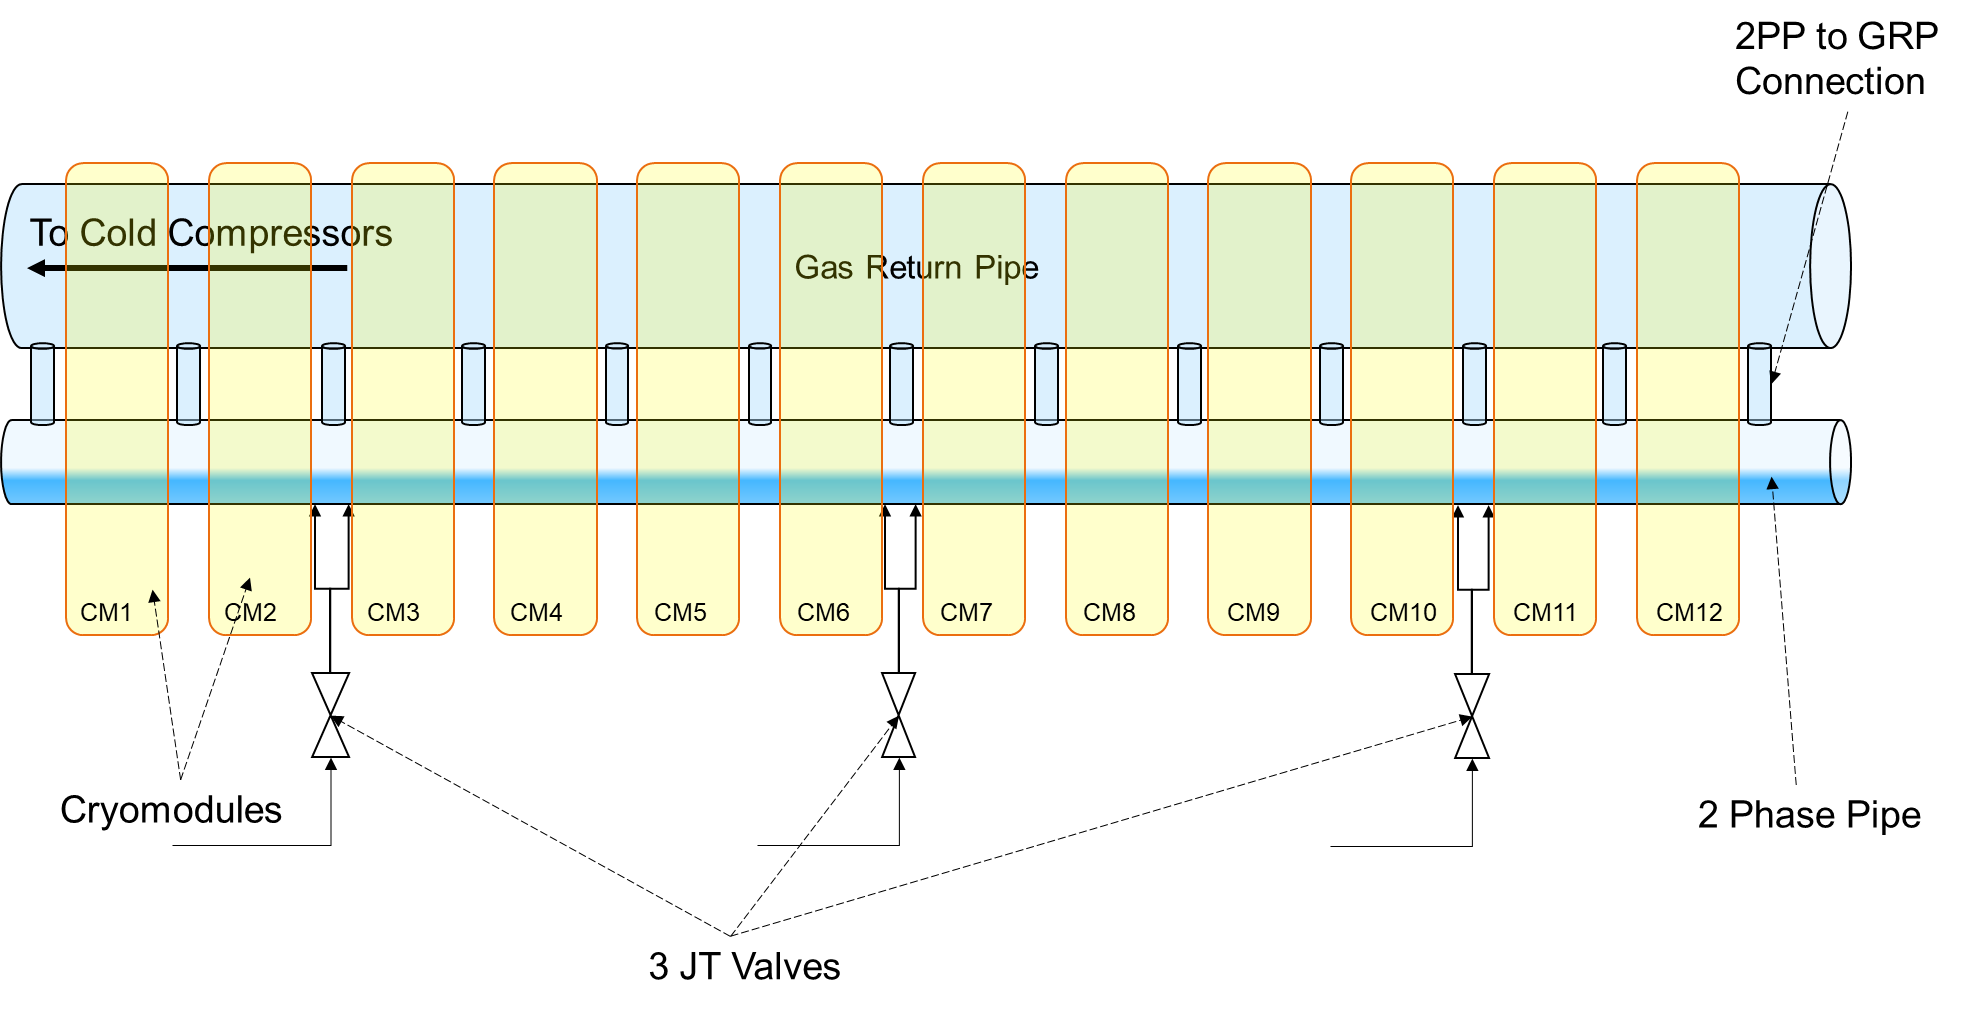 2PP to GRP
Connection
To Cold Compressors
Gas Return Pipe
CM1
CM2
CM3
CM4
CM5
CM6
CM7
CM8
CM9
CM10
CM11
CM12
Cryomodules
2 Phase Pipe
3 JT Valves